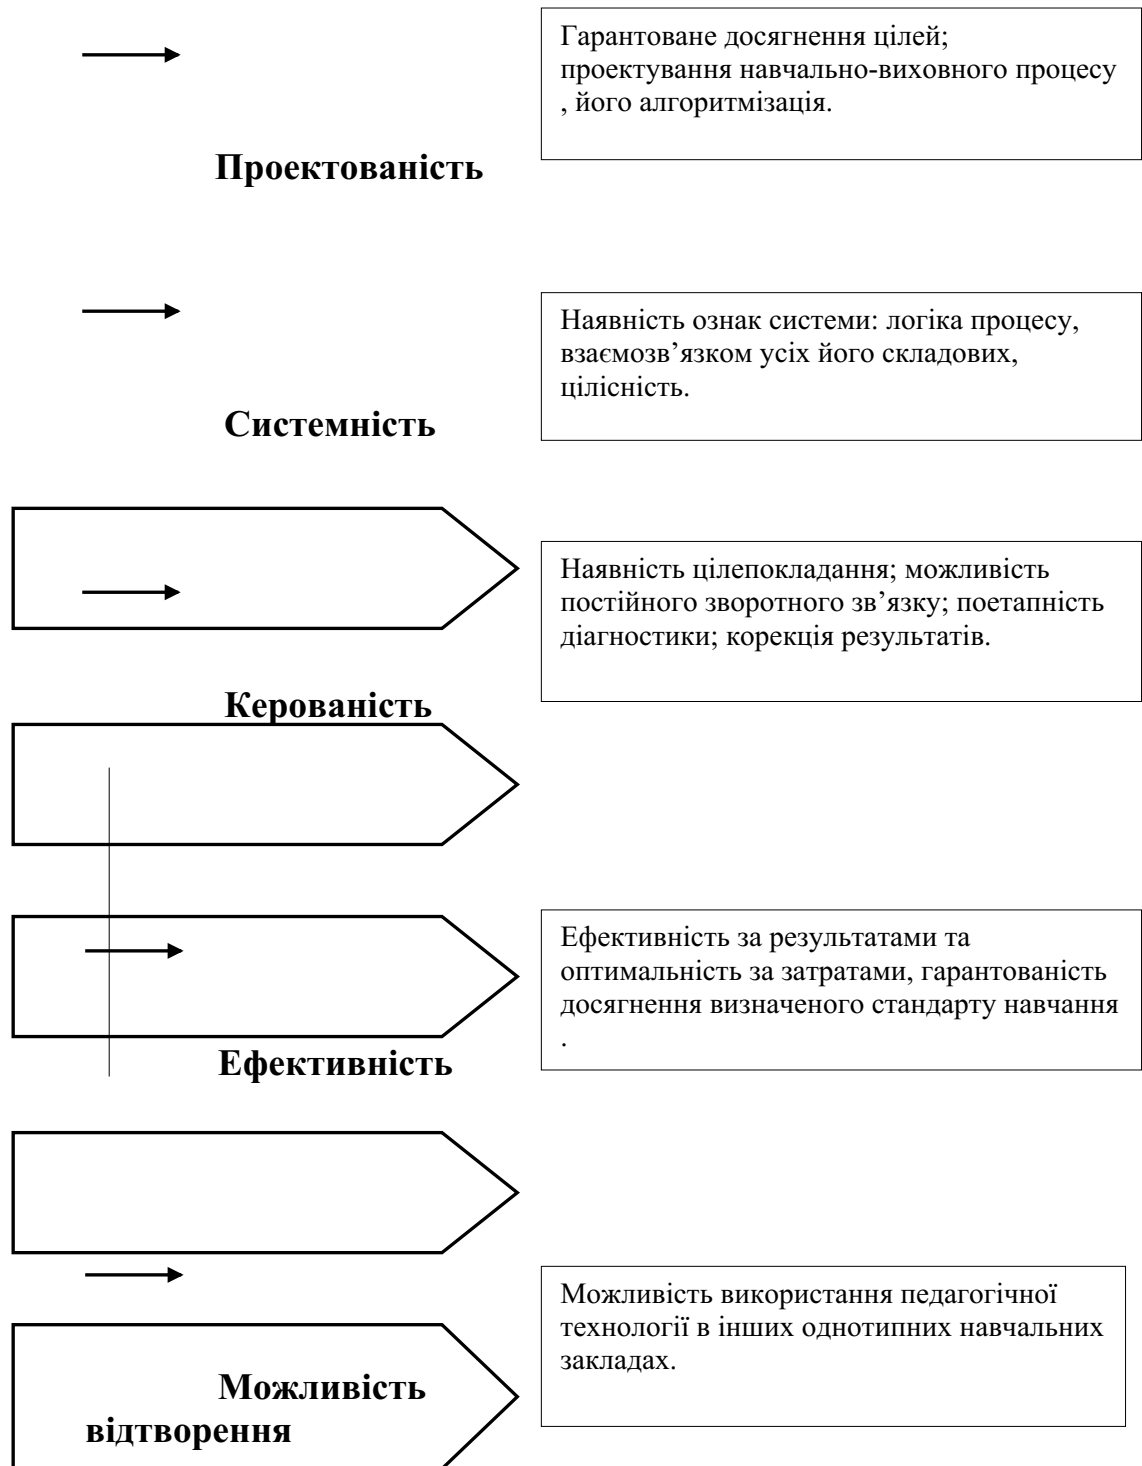 Гарантоване досягнення цілей;
проектування навчально-виховного процесу
, його алгоритмізація.
Проектованість
Наявність ознак системи: логіка процесу,
взаємозв’язком усіх його складових,
цілісність.
Системність
Наявність цілепокладання; можливість
постійного зворотного зв’язку; поетапність
діагностики; корекція результатів.
Керованість
Ефективність за результатами та
оптимальність за затратами, гарантованість
досягнення визначеного стандарту навчання
.
Ефективність
Можливість використання педагогічної
технології в інших однотипних навчальних
закладах.
Можливість
відтворення